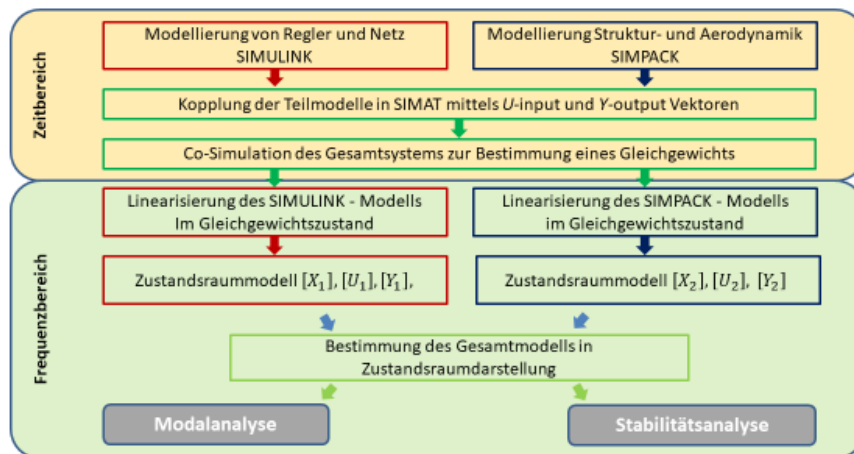 Zeitbereich
Modellierung von Regler und Netz
SIMULINK
Modellierung Struktur- und Aerodynamik
SIMPACK
Kopplung der Teilmodelle in SIMAT mittels U-input und Y-output Vektoren
Co-Simulation des Gesamtsystems zur Bestimmung eines Gleichgewichts
Frequenzbereich
Linearisierung des SIMULINK - Modells
Im Gleichgewichtszustand
Linearisierung des SIMPACK - Modells
im Gleichgewichtszustand
Zustandsraummodell [X₁], [U₁], [Y₁],
Zustandsraummodell [X₂], [U₂], [Y₂]
Bestimmung des Gesamtmodells in
Zustandsraumdarstellung
Modalanalyse
Stabilitätsanalyse